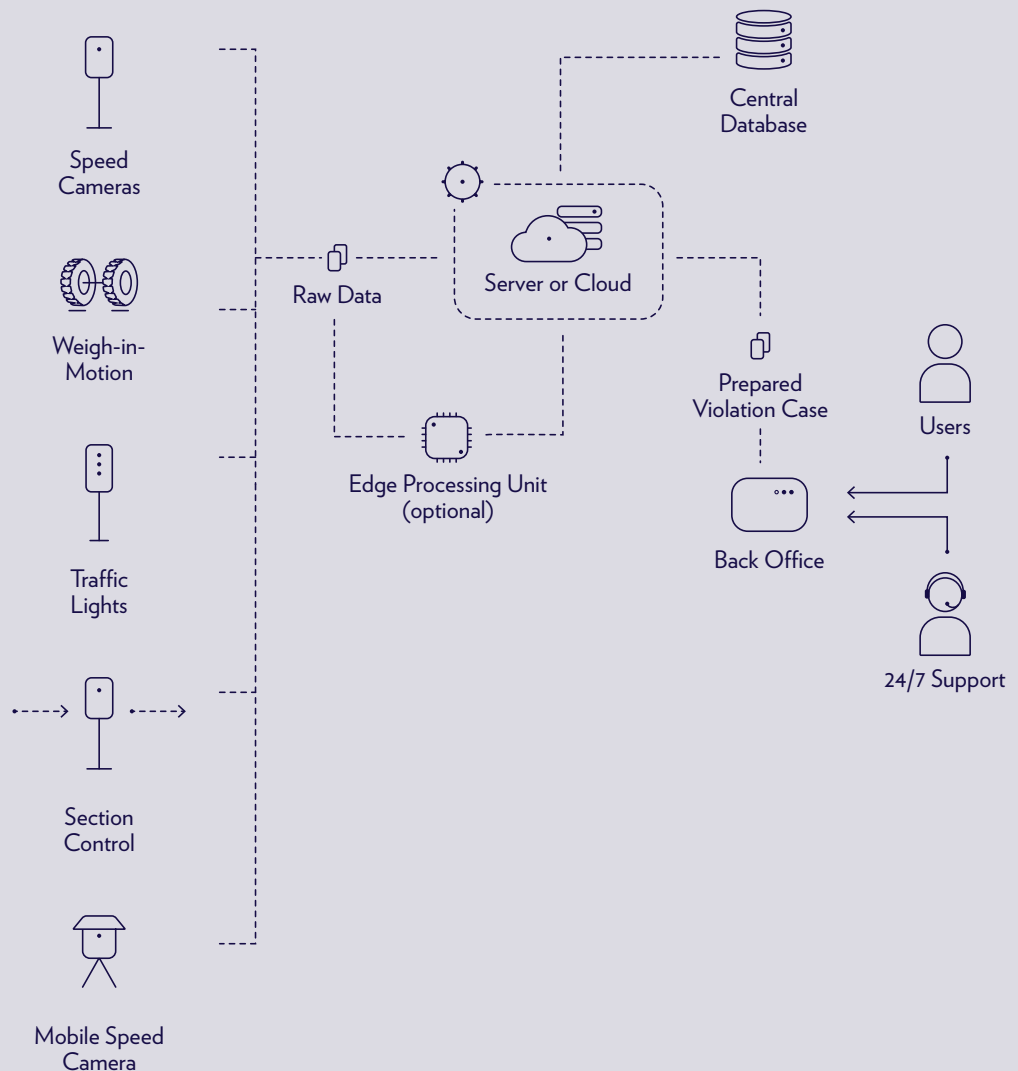 Speed
Cameras
Weigh-in-
Motion
Traffic
Lights
Section
Control
Mobile Speed
Camera
Raw Data
Edge Processing Unit
(optional)
Server or Cloud
Central
Database
Prepared
Violation Case
Back Office
Users
24/7 Support